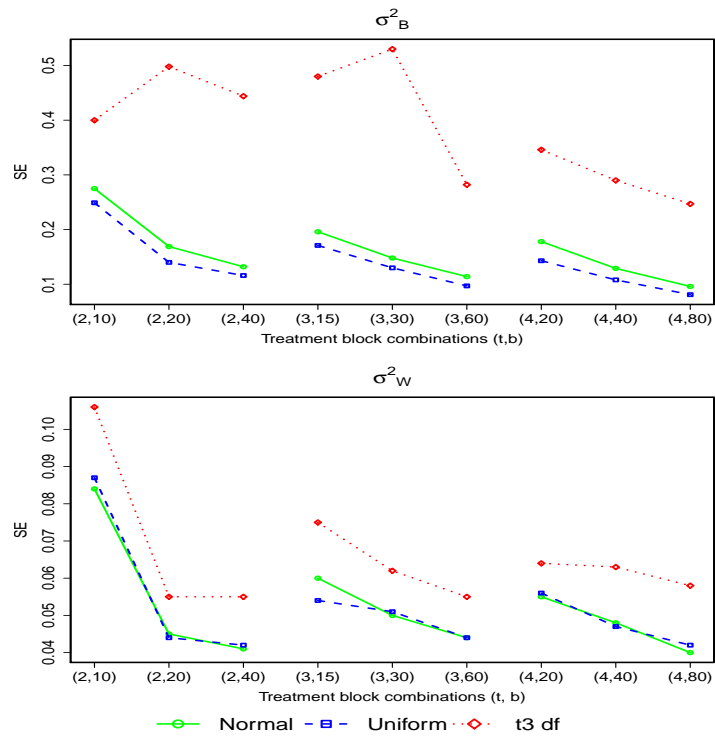 σ²_B
SE
0.5
0.4
0.3
0.2
0.1
(2,10) (2,20) (2,40) (3,15) (3,30) (3,60) (4,20) (4,40) (4,80)
Treatment block combinations (t,b)
σ²_W
SE
0.10
0.09
0.08
0.07
0.06
0.05
0.04
(2,10) (2,20) (2,40) (3,15) (3,30) (3,60) (4,20) (4,40) (4,80)
Treatment block combinations (t, b)
Normal Uniform t3 df